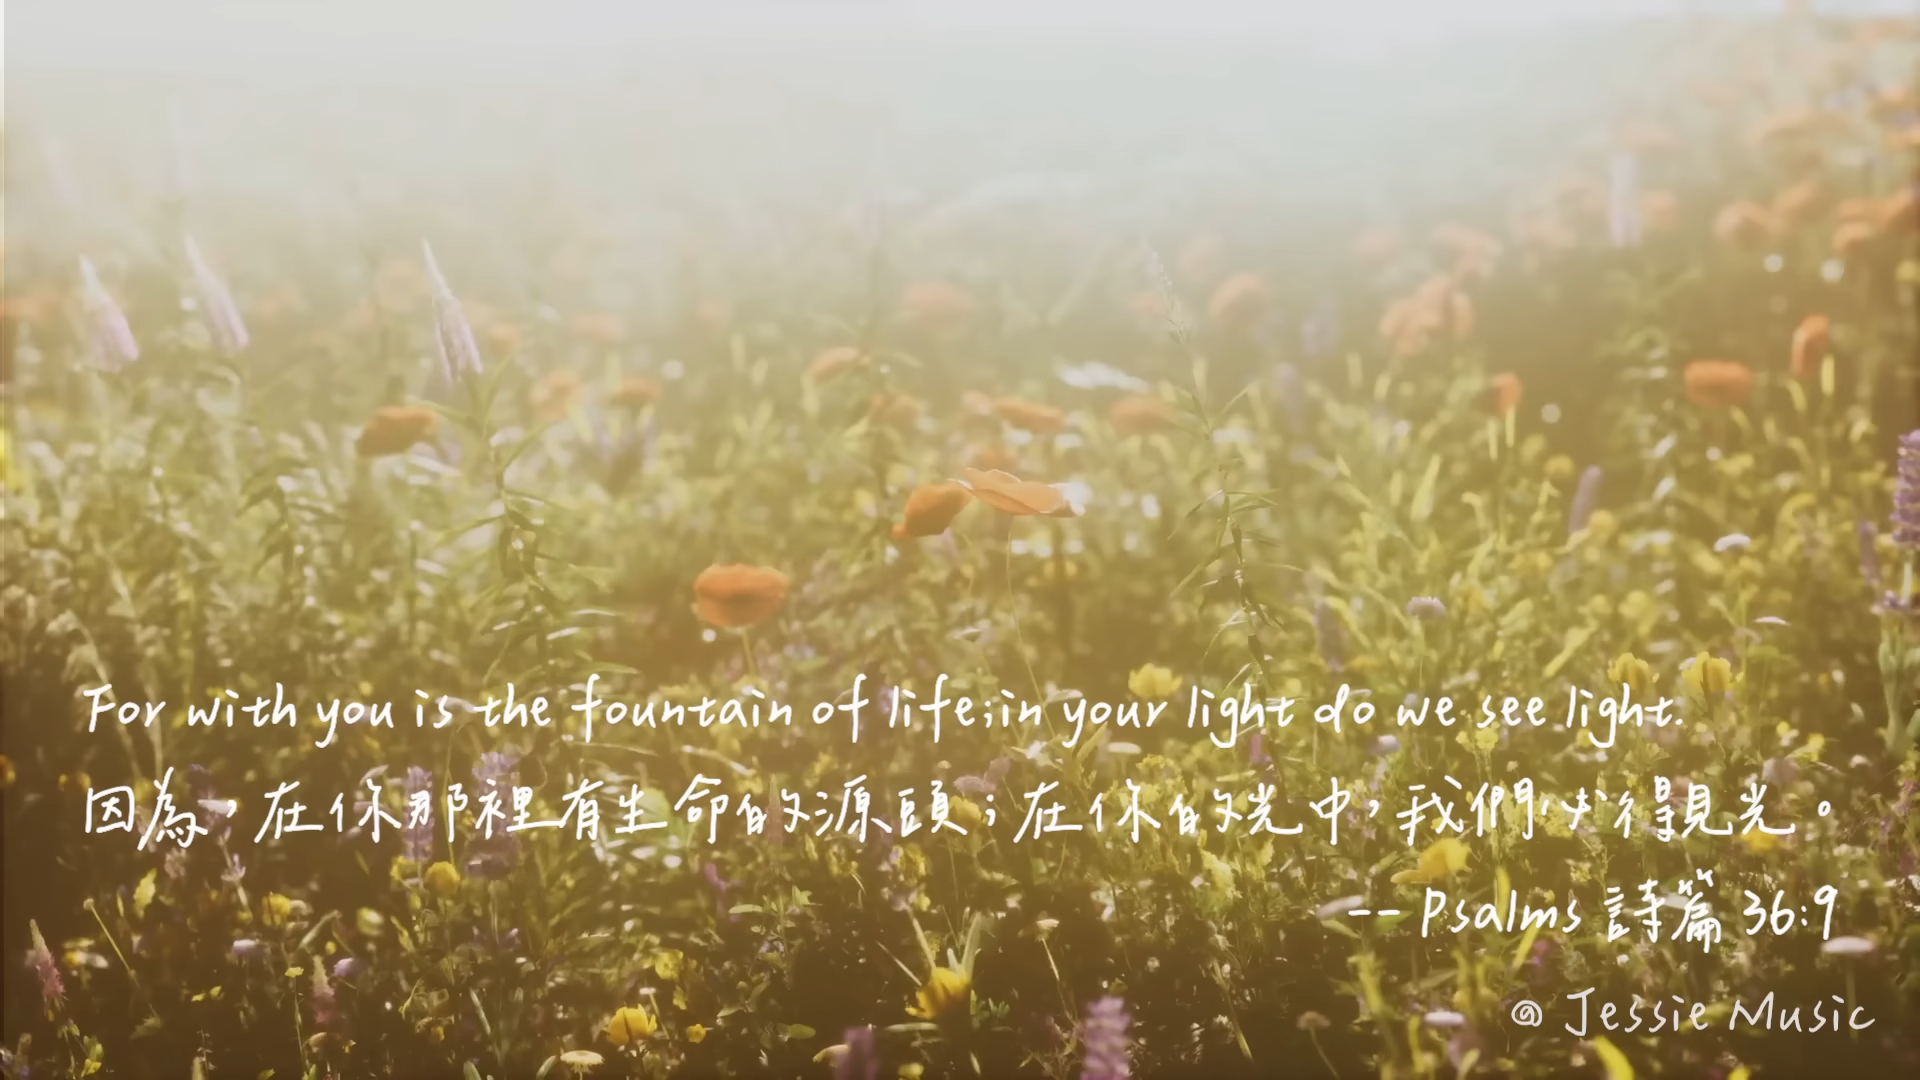 For with you is the fountain of life;in your light do we see light.
因為，在你那裡有生命的源頭；在你的光中，我們必得見光。
-- Psalms 詩篇 36:9
@ Jessie Music